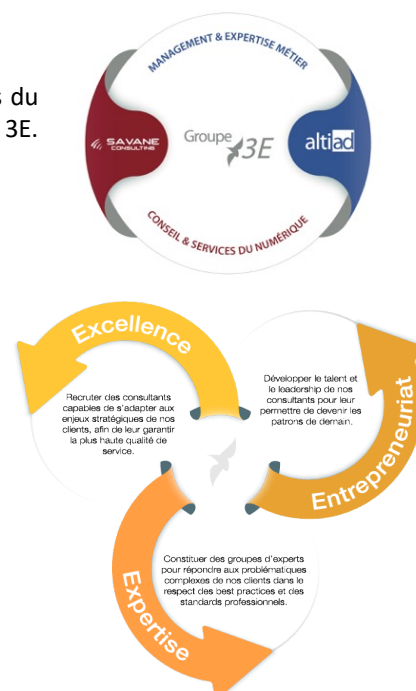 s du
3E.
MANAGEMENT & EXPERTISE MÉTIER
SAVANE
CONSULTING
Groupe
3E
altiad
CONSEIL & SERVICES DU NUMÉRIQUE
Excellence
Recruter des consultants
capables de s'adapter aux
enjeux stratégiques de nos
clients, afin de leur garantir
la plus haute qualité de
service.
Développer le talent et
le leadership de nos
consultants pour leur
permettre de devenir les
patrons de demain.
Entrepreneuriat
Constituer des groupes d'experts
pour répondre aux problématiques
complexes de nos clients dans le
respect des best practices et des
standards professionnels.
Expertise